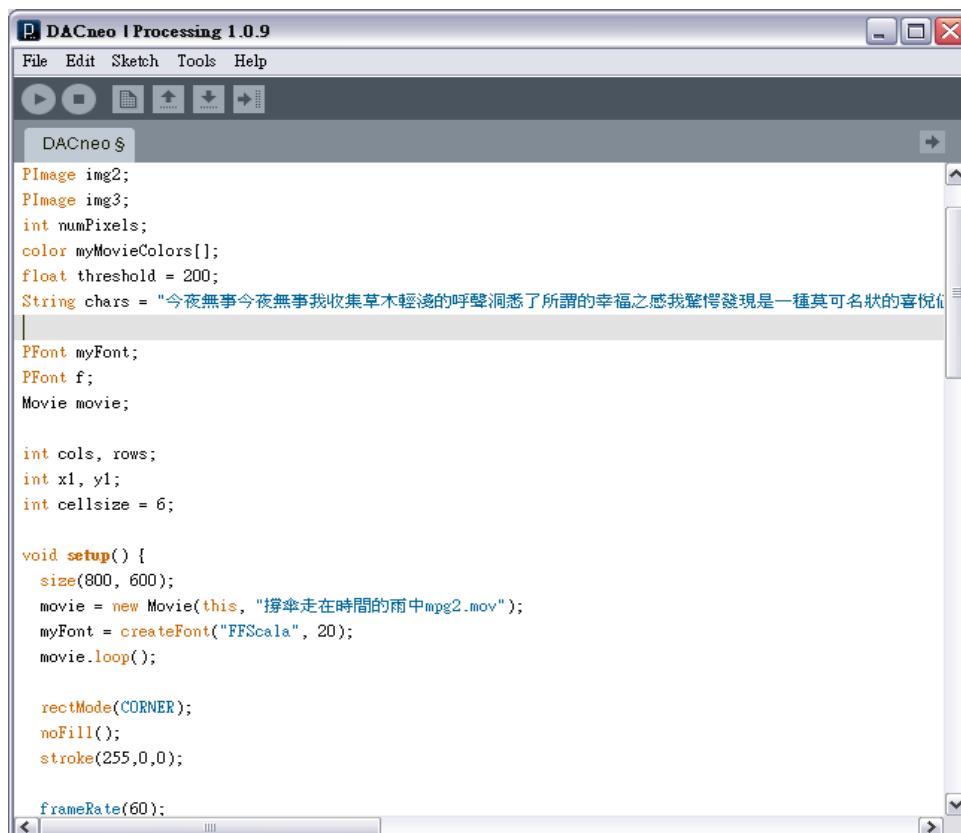 DACneo | Processing 1.0.9
File Edit Sketch Tools Help
DACneo §
PImage img2;
PImage img3;
int numPixels;
color myMovieColors[];
float threshold = 200;
String chars = "今夜無事今夜無事我收集草木輕淺的呼聲洞悉了所謂的幸福之感我驚愕發現是一種莫可名狀的喜悅
PFont myFont;
PFont f;
Movie movie;
int cols, rows;
int x1, y1;
int cellsize = 6;
void setup() {
size(800, 600);
movie = new Movie(this, "撐傘走在時間的雨中mpg2.mov");
myFont = createFont("FFScala", 20);
movie.loop();
rectMode(CORNER);
noFill();
stroke(255,0,0);
frameRate(60);